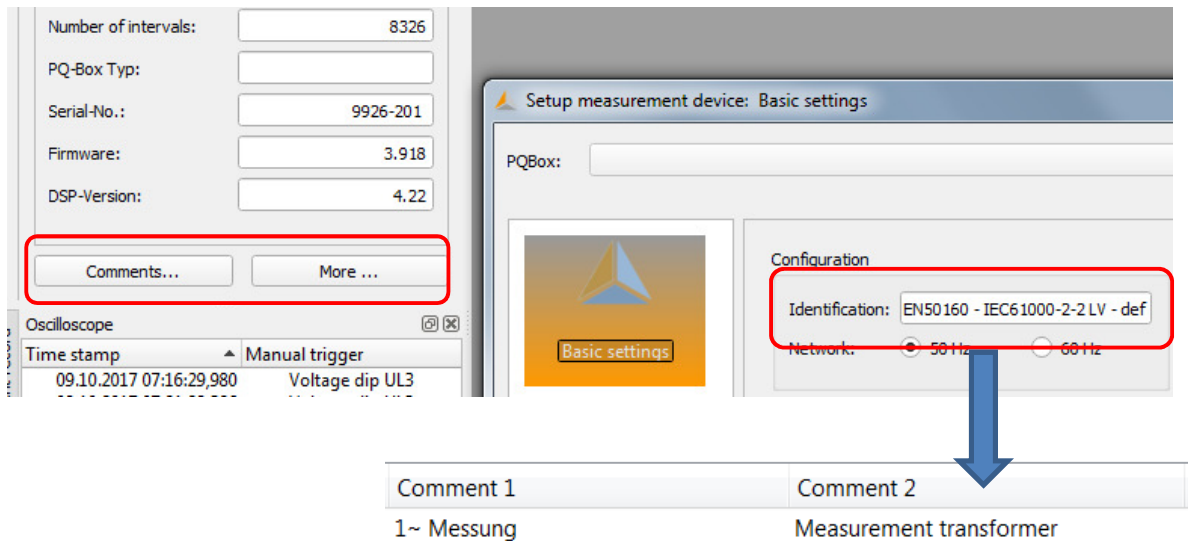 Number of intervals: 8326
PQ-Box Typ:
Serial-No.: 9926-201
Firmware: 3.918
DSP-Version: 4.22
Comments... More ...
Oscilloscope
Time stamp Manual trigger
09.10.2017 07:16:29,980 Voltage dip UL3
Setup measurement device: Basic settings
PQBox:
Basic settings
Configuration
Identification: EN50160 - IEC61000-2-2 LV - def
Network: 50 Hz 60 Hz
Comment 1 Comment 2
1~ Messung Measurement transformer